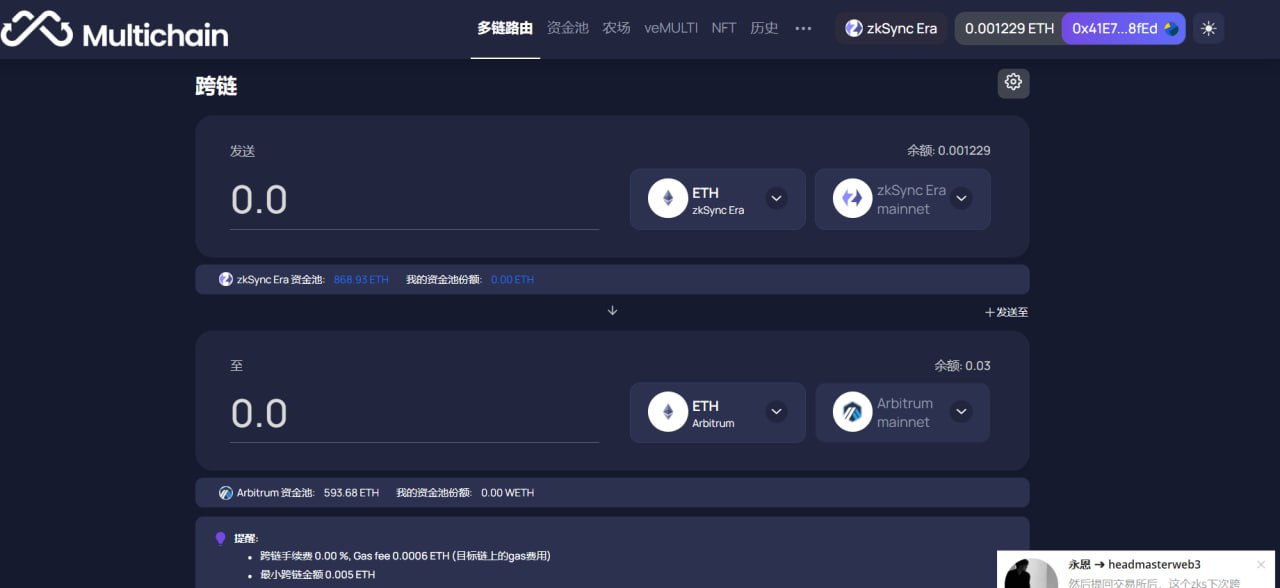 Multichain
多链路由 资金池 农场 veMULTI NFT 历史 ••• zkSync Era 0.001229 ETH 0x41E7...8fEd
跨链
发送 余额: 0.001229
0.0 ETH zkSync Era zkSync Era mainnet
zkSync Era 资金池: 868.93 ETH 我的资金池份额: 0.00 ETH
+发送至
至 余额: 0.03
0.0 ETH Arbitrum Arbitrum mainnet
Arbitrum 资金池: 593.68 ETH 我的资金池份额: 0.00 WETH
提醒:
• 跨链手续费 0.00 %, Gas fee 0.0006 ETH (目标链上的gas费用)
• 最小跨链金额 0.005 ETH
永恩 ➔ headmasterweb3
然后提回交易所后，这个zks下次跨